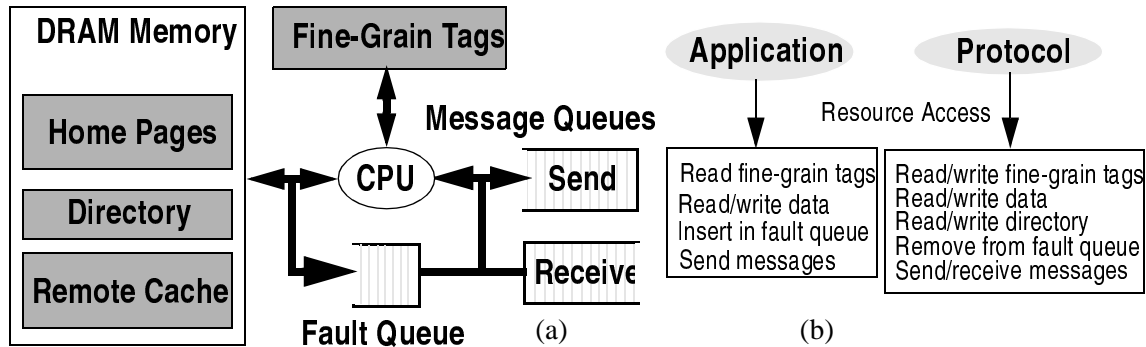 DRAM Memory
Home Pages
Directory
Remote Cache
Fine-Grain Tags
Message Queues
CPU
Send
Receive
Fault Queue
(a)
Application
Protocol
Resource Access
Read fine-grain tags
Read/write data
Insert in fault queue
Send messages
Read/write fine-grain tags
Read/write data
Read/write directory
Remove from fault queue
Send/receive messages
(b)